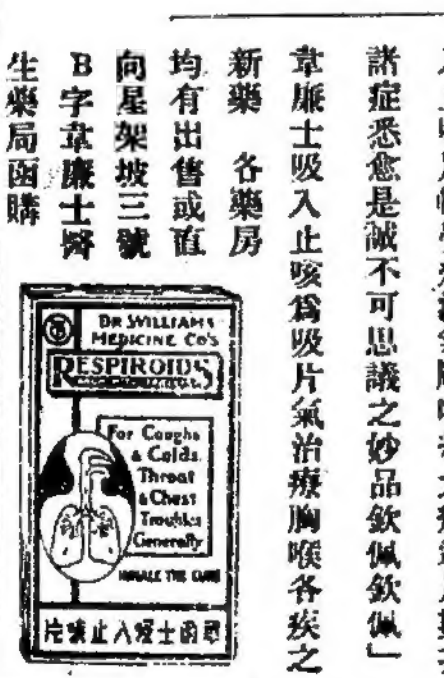 諸症悉愈是誠不可思議之妙品欽佩欽佩」
韋廉士吸入止咳爲吸片氣治療胸喉各疾之
新藥　各藥房
均有出售或直
向星架坡三號
B字韋廉士醫
生藥局函購
DR WILLIAMS
MEDICINE Co's
RESPIROIDS
For Coughs
& Colds.
Throat
& Chest
Troubles
Generally
INHALE THE CURE
片咳止入吸士廉韋